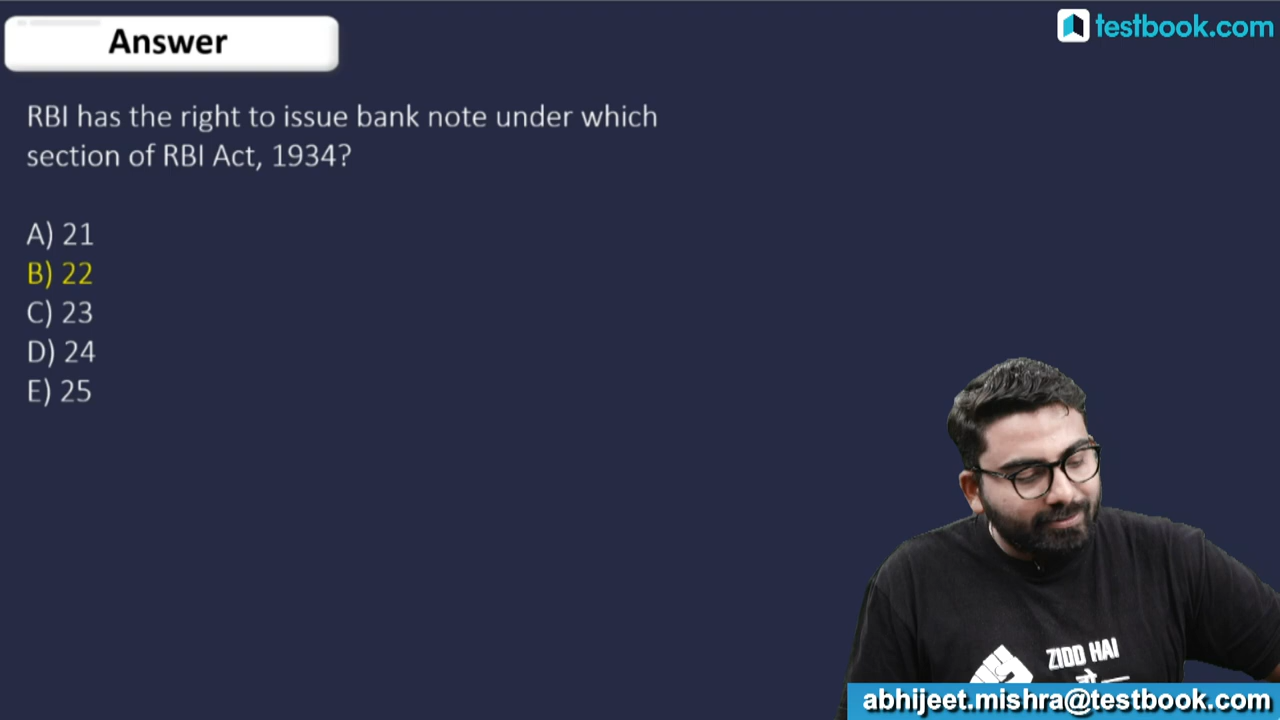 Answer
testbook.com
RBI has the right to issue bank note under which
section of RBI Act, 1934?
A) 21
B) 22
C) 23
D) 24
E) 25
ZIDD HAI
abhijeet.mishra@testbook.com